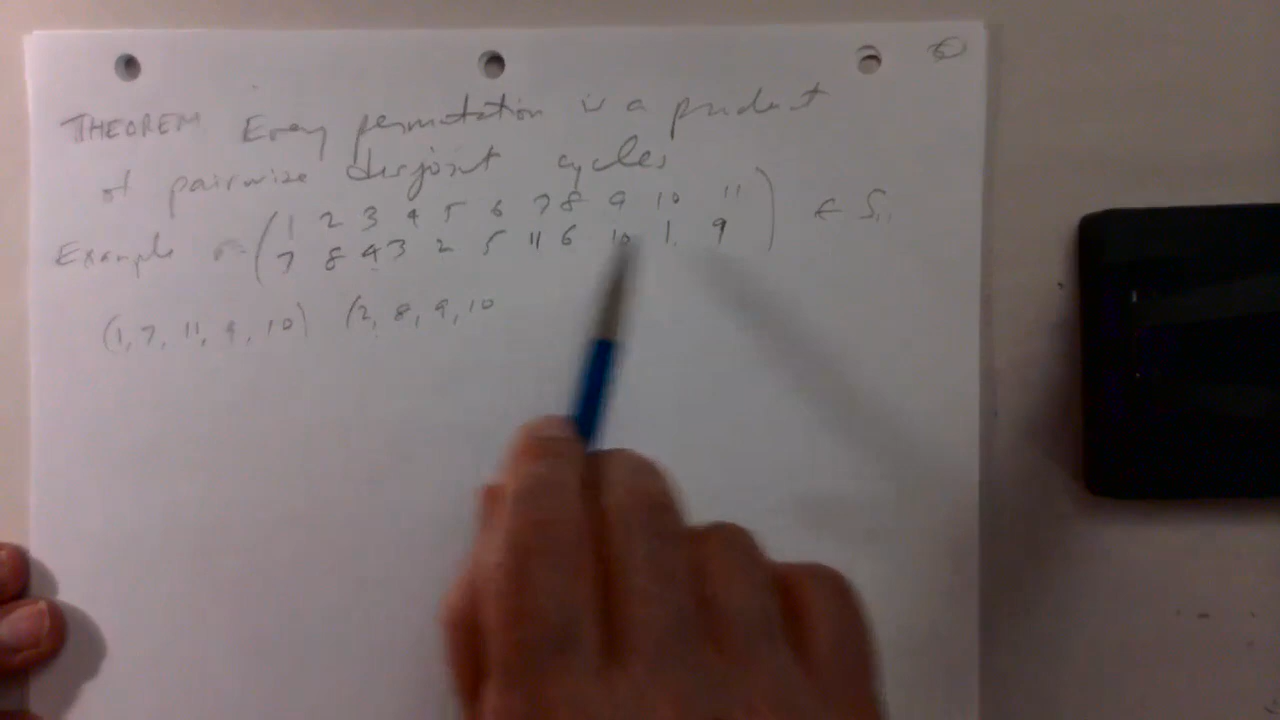 6
THEOREM Every permutation is a product
of pairwise disjoint cycles
Example σ = ( 1 2 3 4 5 6 7 8 9 10 11 ) ∈ S₁₁
7 8 4 3 2 5 11 6 10 1 9
(1, 7, 11, 9, 10) (2, 8, 9, 10